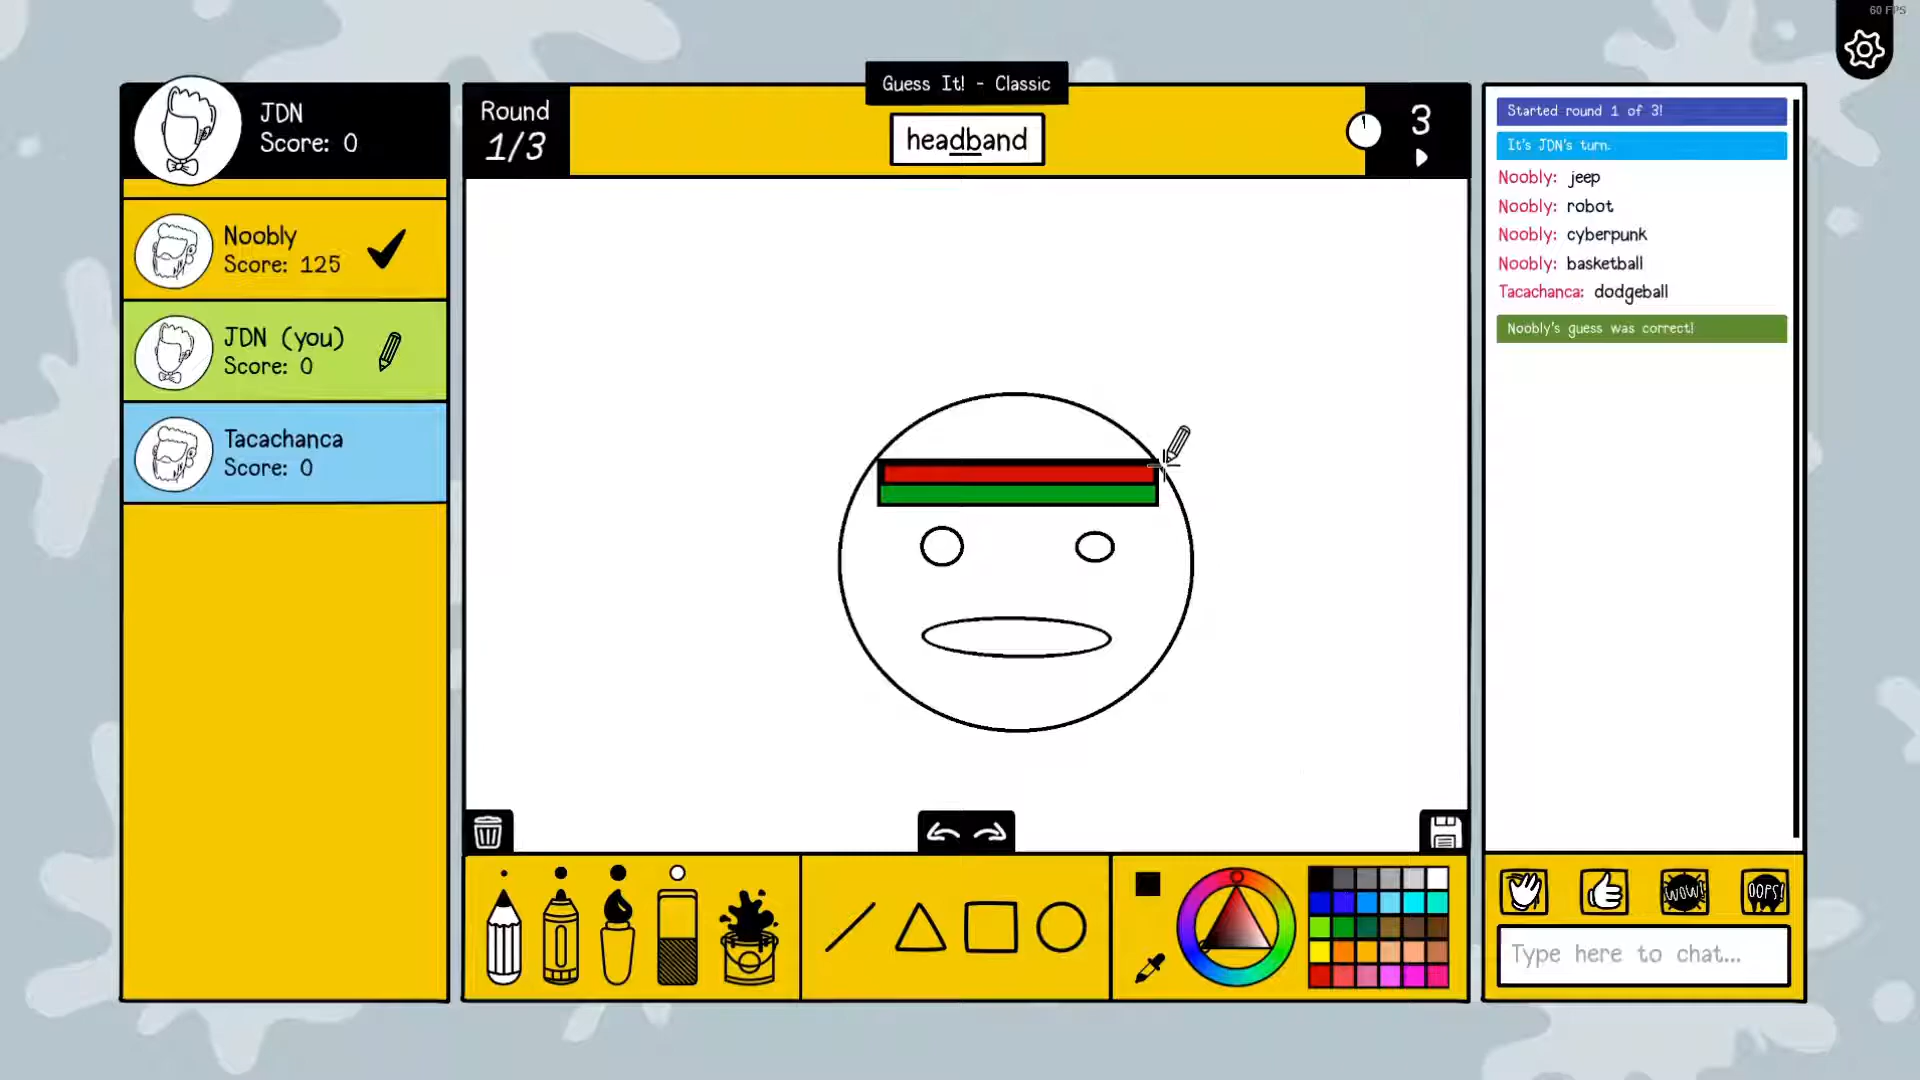 60 FPS
Guess It! - Classic
JDN
Score: 0
Round
1/3
headband
3
Noobly
Score: 125
JDN (you)
Score: 0
Tacachanca
Score: 0
Started round 1 of 3!
It's JDN's turn.
Noobly: jeep
Noobly: robot
Noobly: cyberpunk
Noobly: basketball
Tacachanca: dodgeball
Noobly's guess was correct!
WOW!
OOPS!
Type here to chat...